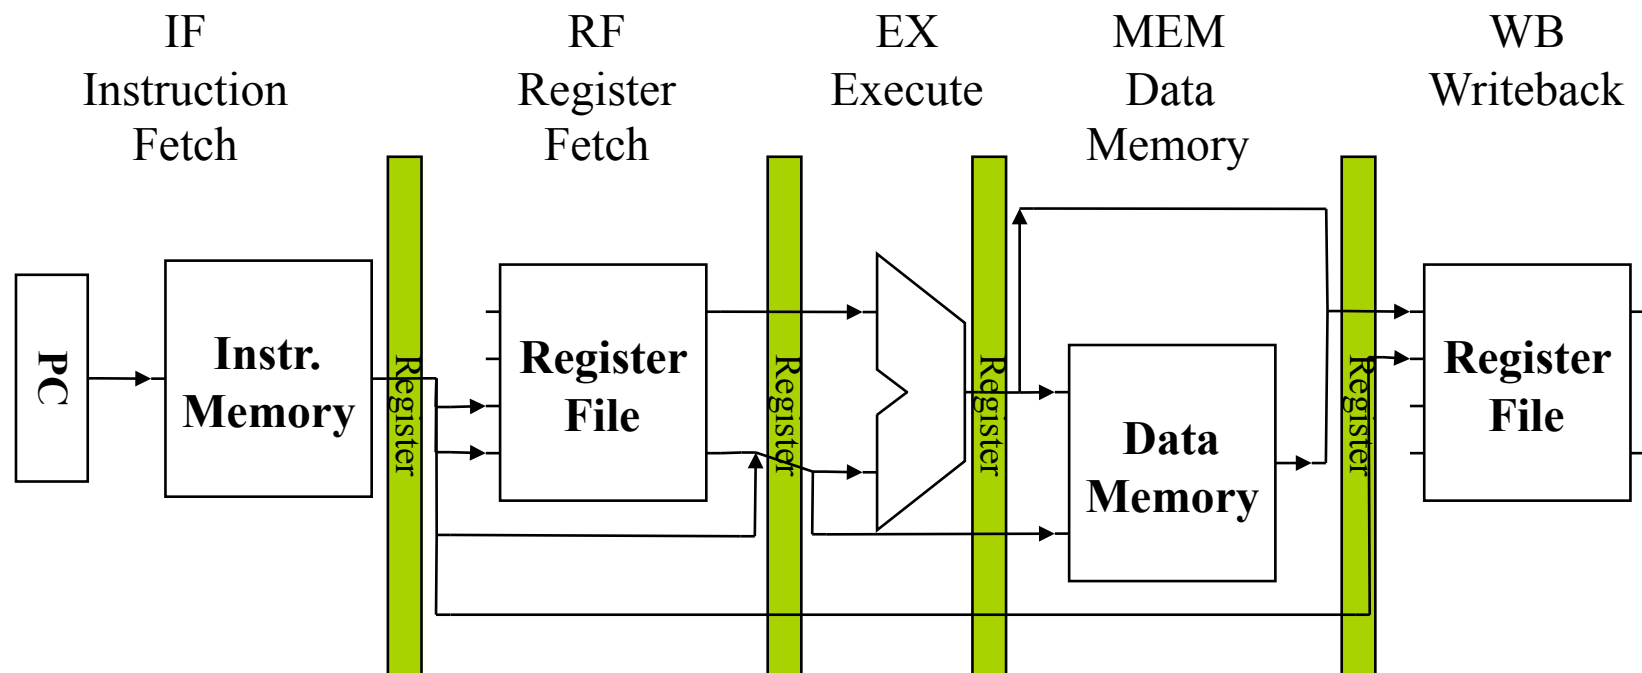 IF
Instruction
Fetch
RF
Register
Fetch
EX
Execute
MEM
Data
Memory
WB
Writeback
PC
Instr.
Memory
Register
Register
File
Register
Register
Data
Memory
Register
Register
File